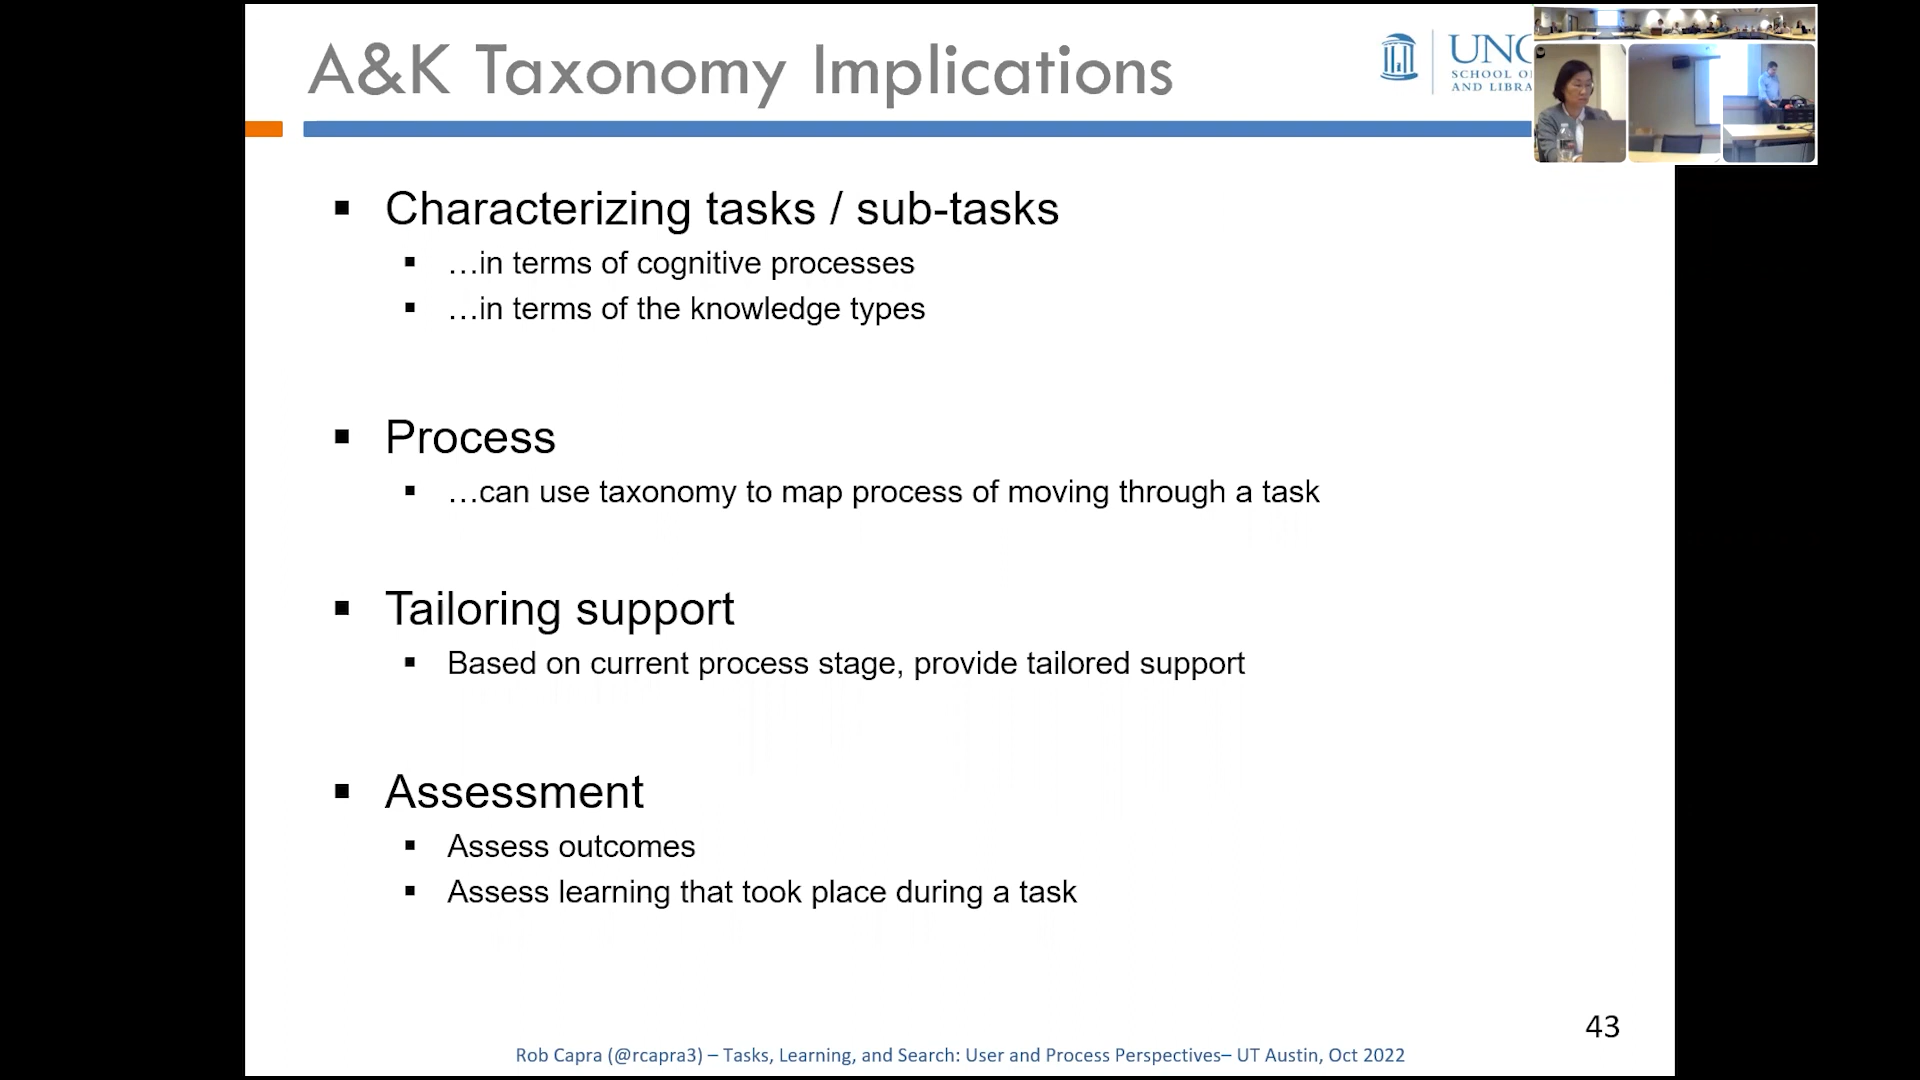 A&K Taxonomy Implications
UNC
SCHOOL O
AND LIBRA
▪ Characterizing tasks / sub-tasks
▪ …in terms of cognitive processes
▪ …in terms of the knowledge types
▪ Process
▪ …can use taxonomy to map process of moving through a task
▪ Tailoring support
▪ Based on current process stage, provide tailored support
▪ Assessment
▪ Assess outcomes
▪ Assess learning that took place during a task
43
Rob Capra (@rcapra3) – Tasks, Learning, and Search: User and Process Perspectives– UT Austin, Oct 2022